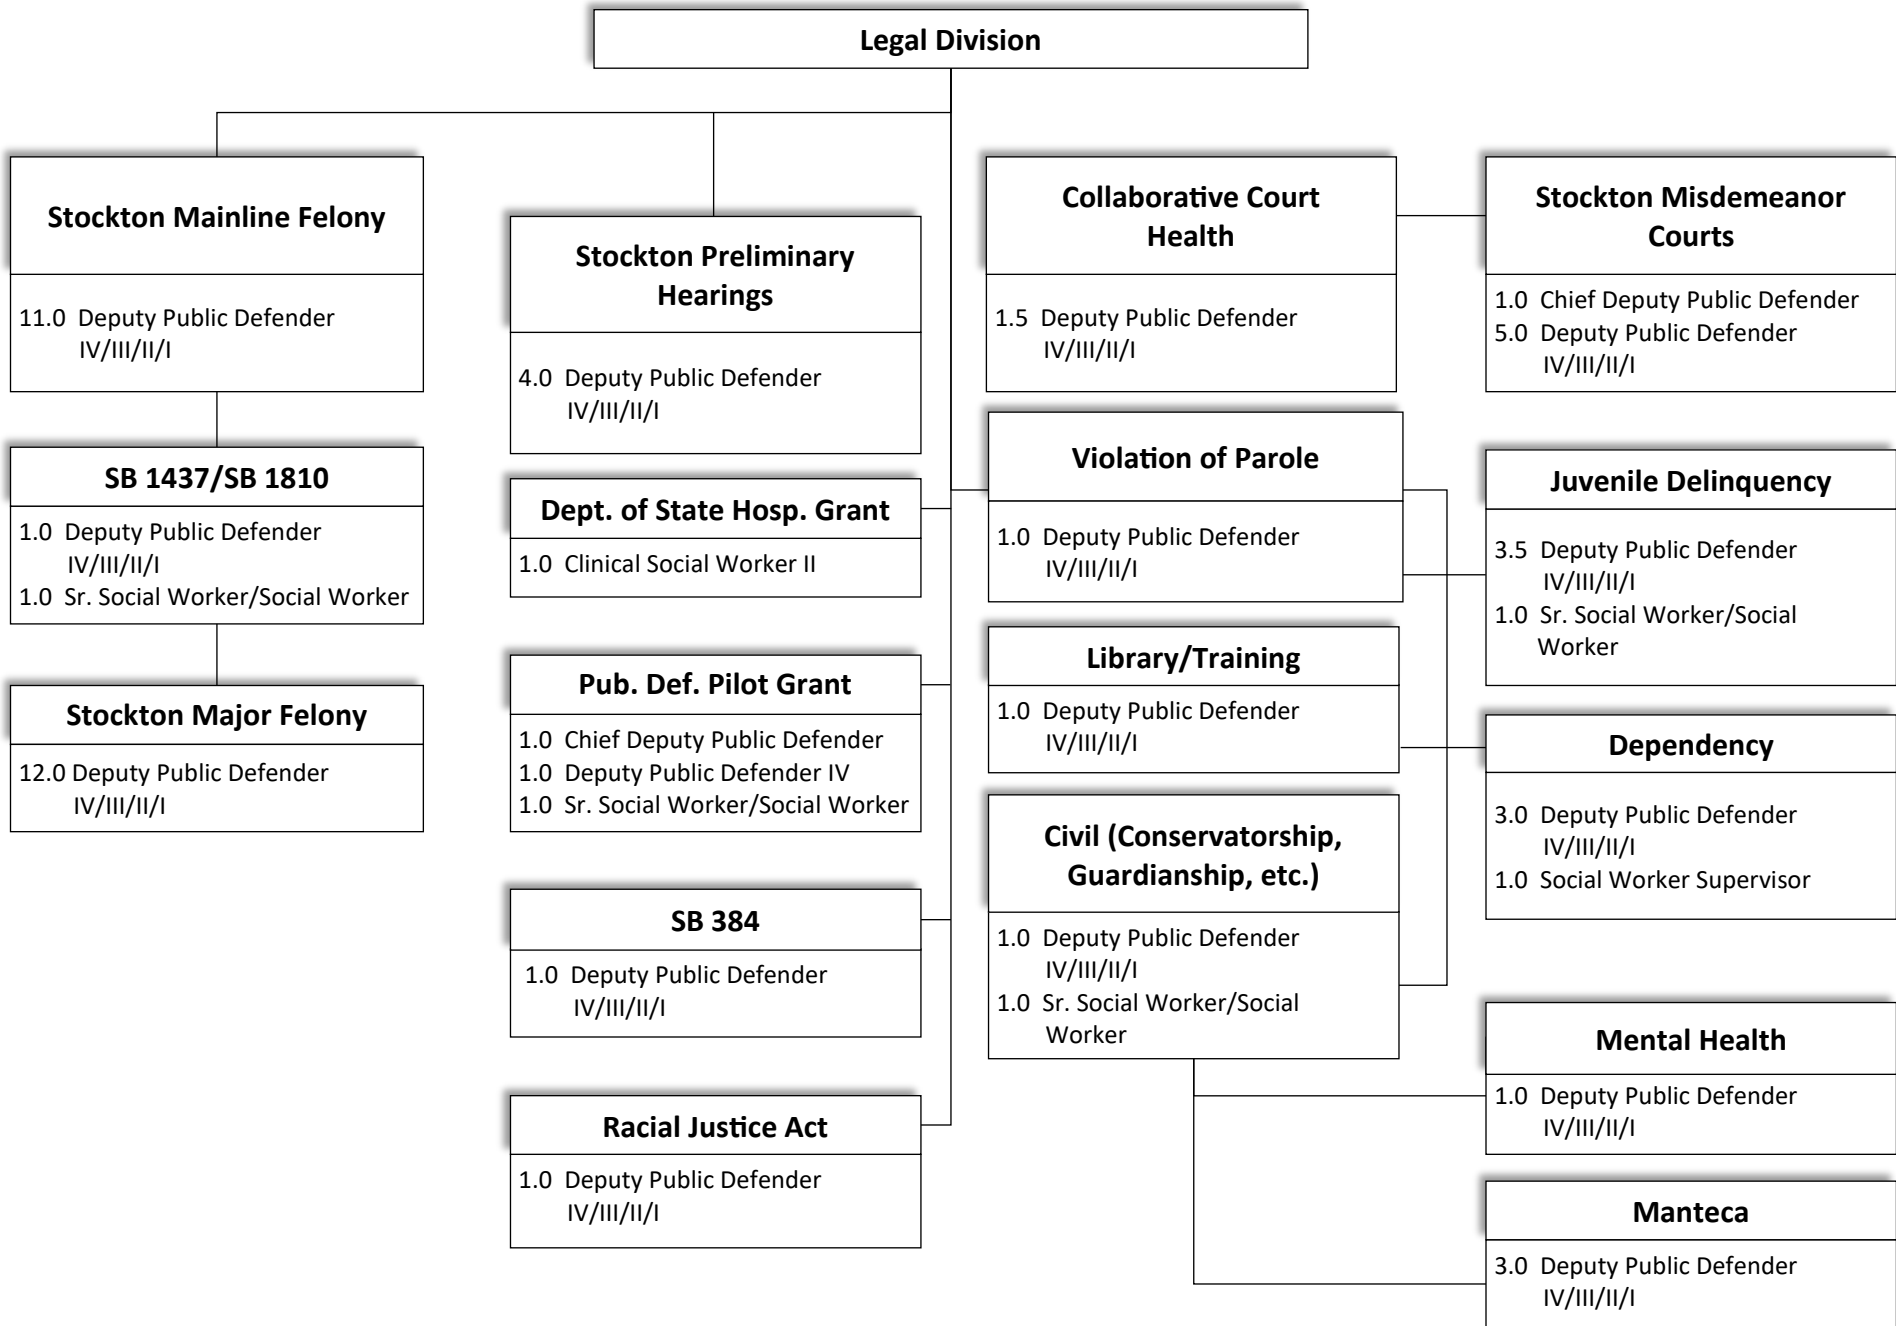 Legal Division
Stockton Mainline Felony
11.0 Deputy Public Defender
IV/III/II/I
SB 1437/SB 1810
1.0 Deputy Public Defender
IV/III/II/I
1.0 Sr. Social Worker/Social Worker
Stockton Major Felony
12.0 Deputy Public Defender
IV/III/II/I
Stockton Preliminary
Hearings
4.0 Deputy Public Defender
IV/III/II/I
Dept. of State Hosp. Grant
1.0 Clinical Social Worker II
Pub. Def. Pilot Grant
1.0 Chief Deputy Public Defender
1.0 Deputy Public Defender IV
1.0 Sr. Social Worker/Social Worker
SB 384
1.0 Deputy Public Defender
IV/III/II/I
Racial Justice Act
1.0 Deputy Public Defender
IV/III/II/I
Collaborative Court
Health
1.5 Deputy Public Defender
IV/III/II/I
Violation of Parole
1.0 Deputy Public Defender
IV/III/II/I
Library/Training
1.0 Deputy Public Defender
IV/III/II/I
Civil (Conservatorship,
Guardianship, etc.)
1.0 Deputy Public Defender
IV/III/II/I
1.0 Sr. Social Worker/Social
Worker
Stockton Misdemeanor
Courts
1.0 Chief Deputy Public Defender
5.0 Deputy Public Defender
IV/III/II/I
Juvenile Delinquency
3.5 Deputy Public Defender
IV/III/II/I
1.0 Sr. Social Worker/Social
Worker
Dependency
3.0 Deputy Public Defender
IV/III/II/I
1.0 Social Worker Supervisor
Mental Health
1.0 Deputy Public Defender
IV/III/II/I
Manteca
3.0 Deputy Public Defender
IV/III/II/I